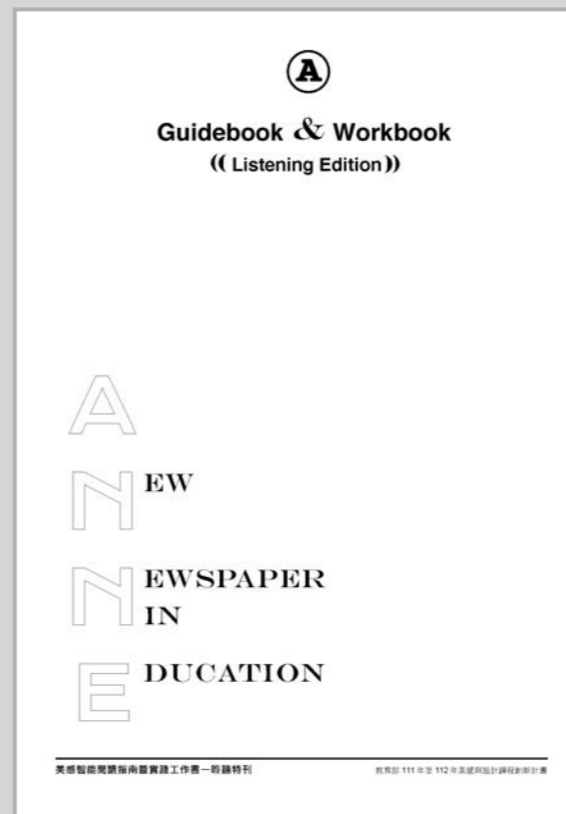 A
Guidebook & Workbook
(( Listening Edition ))
A
NEW
NEWSPAPER
IN
EDUCATION
美感智能閱讀指南暨實踐工作書—聆聽特刊
教育部 111 年至 112 年美感與設計課程創新計畫